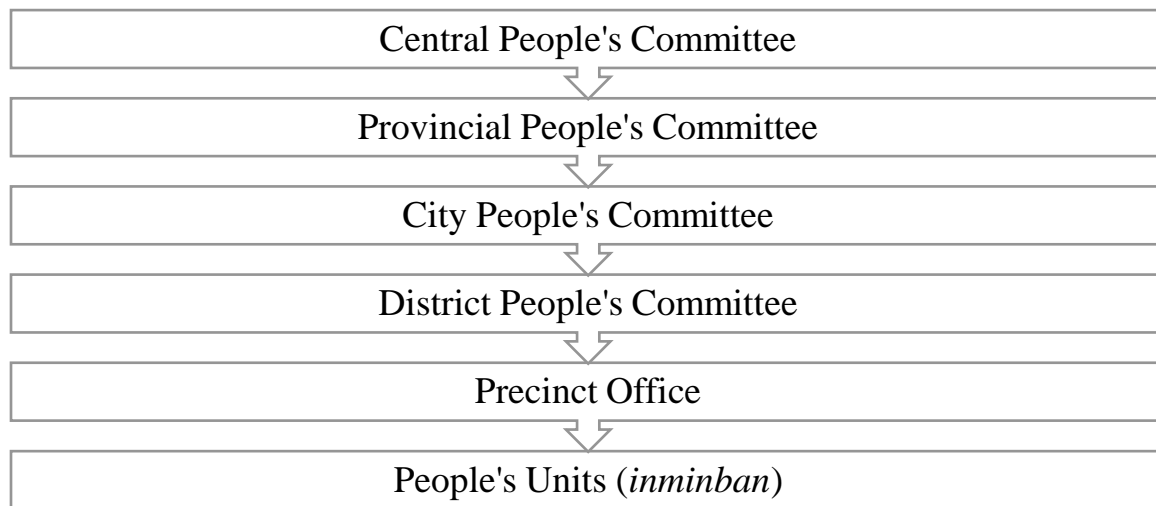 Central People's Committee
Provincial People's Committee
City People's Committee
District People's Committee
Precinct Office
People's Units (inminban)